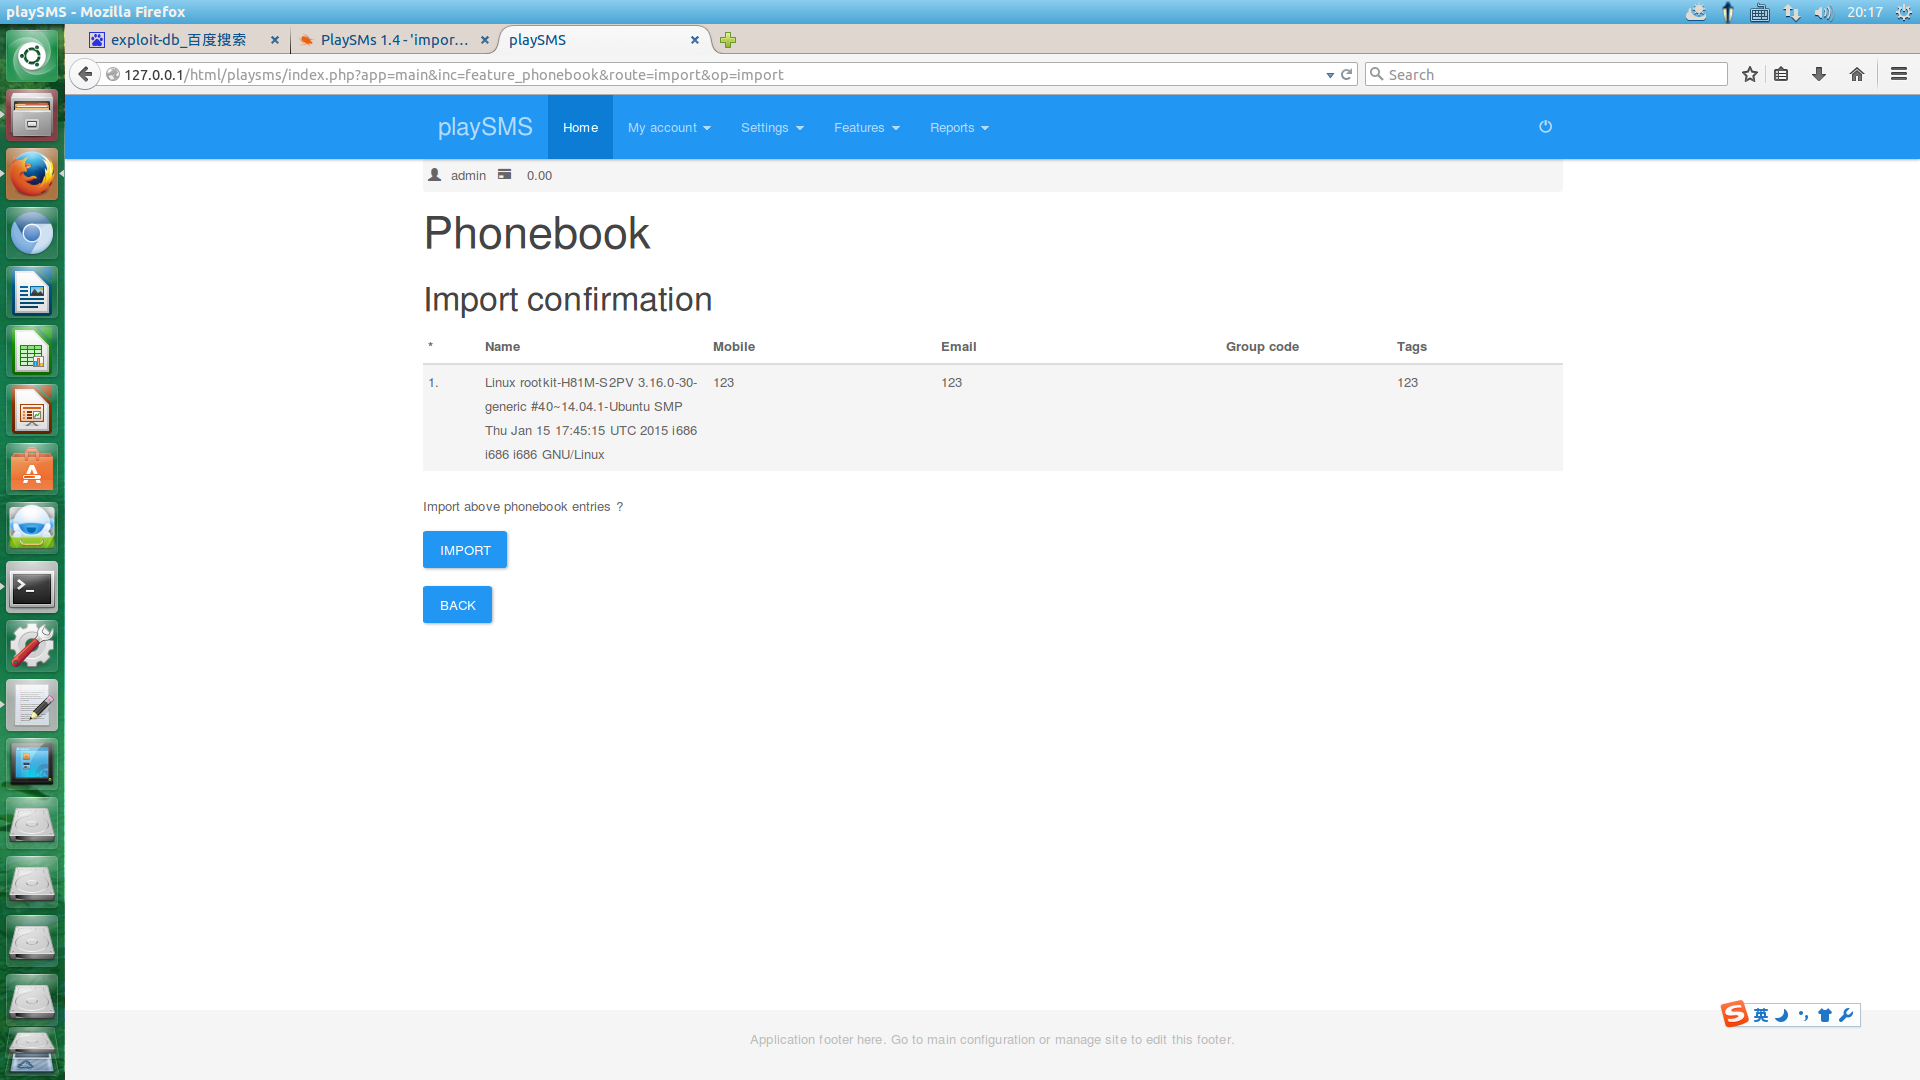 playSMS - Mozilla Firefox
20:17
exploit-db_百度搜索
PlaySMs 1.4 - 'impor...
playSMS
127.0.0.1/html/playsms/index.php?app=main&inc=feature_phonebook&route=import&op=import
Search
playSMS
Home
My account
Settings
Features
Reports
admin
0.00
Phonebook
Import confirmation
* Name Mobile Email Group code Tags
1. Linux rootkit-H81M-S2PV 3.16.0-30- 123 123 123
generic #40~14.04.1-Ubuntu SMP
Thu Jan 15 17:45:15 UTC 2015 i686
i686 i686 GNU/Linux
Import above phonebook entries ?
IMPORT
BACK
英
Application footer here. Go to main configuration or manage site to edit this footer.